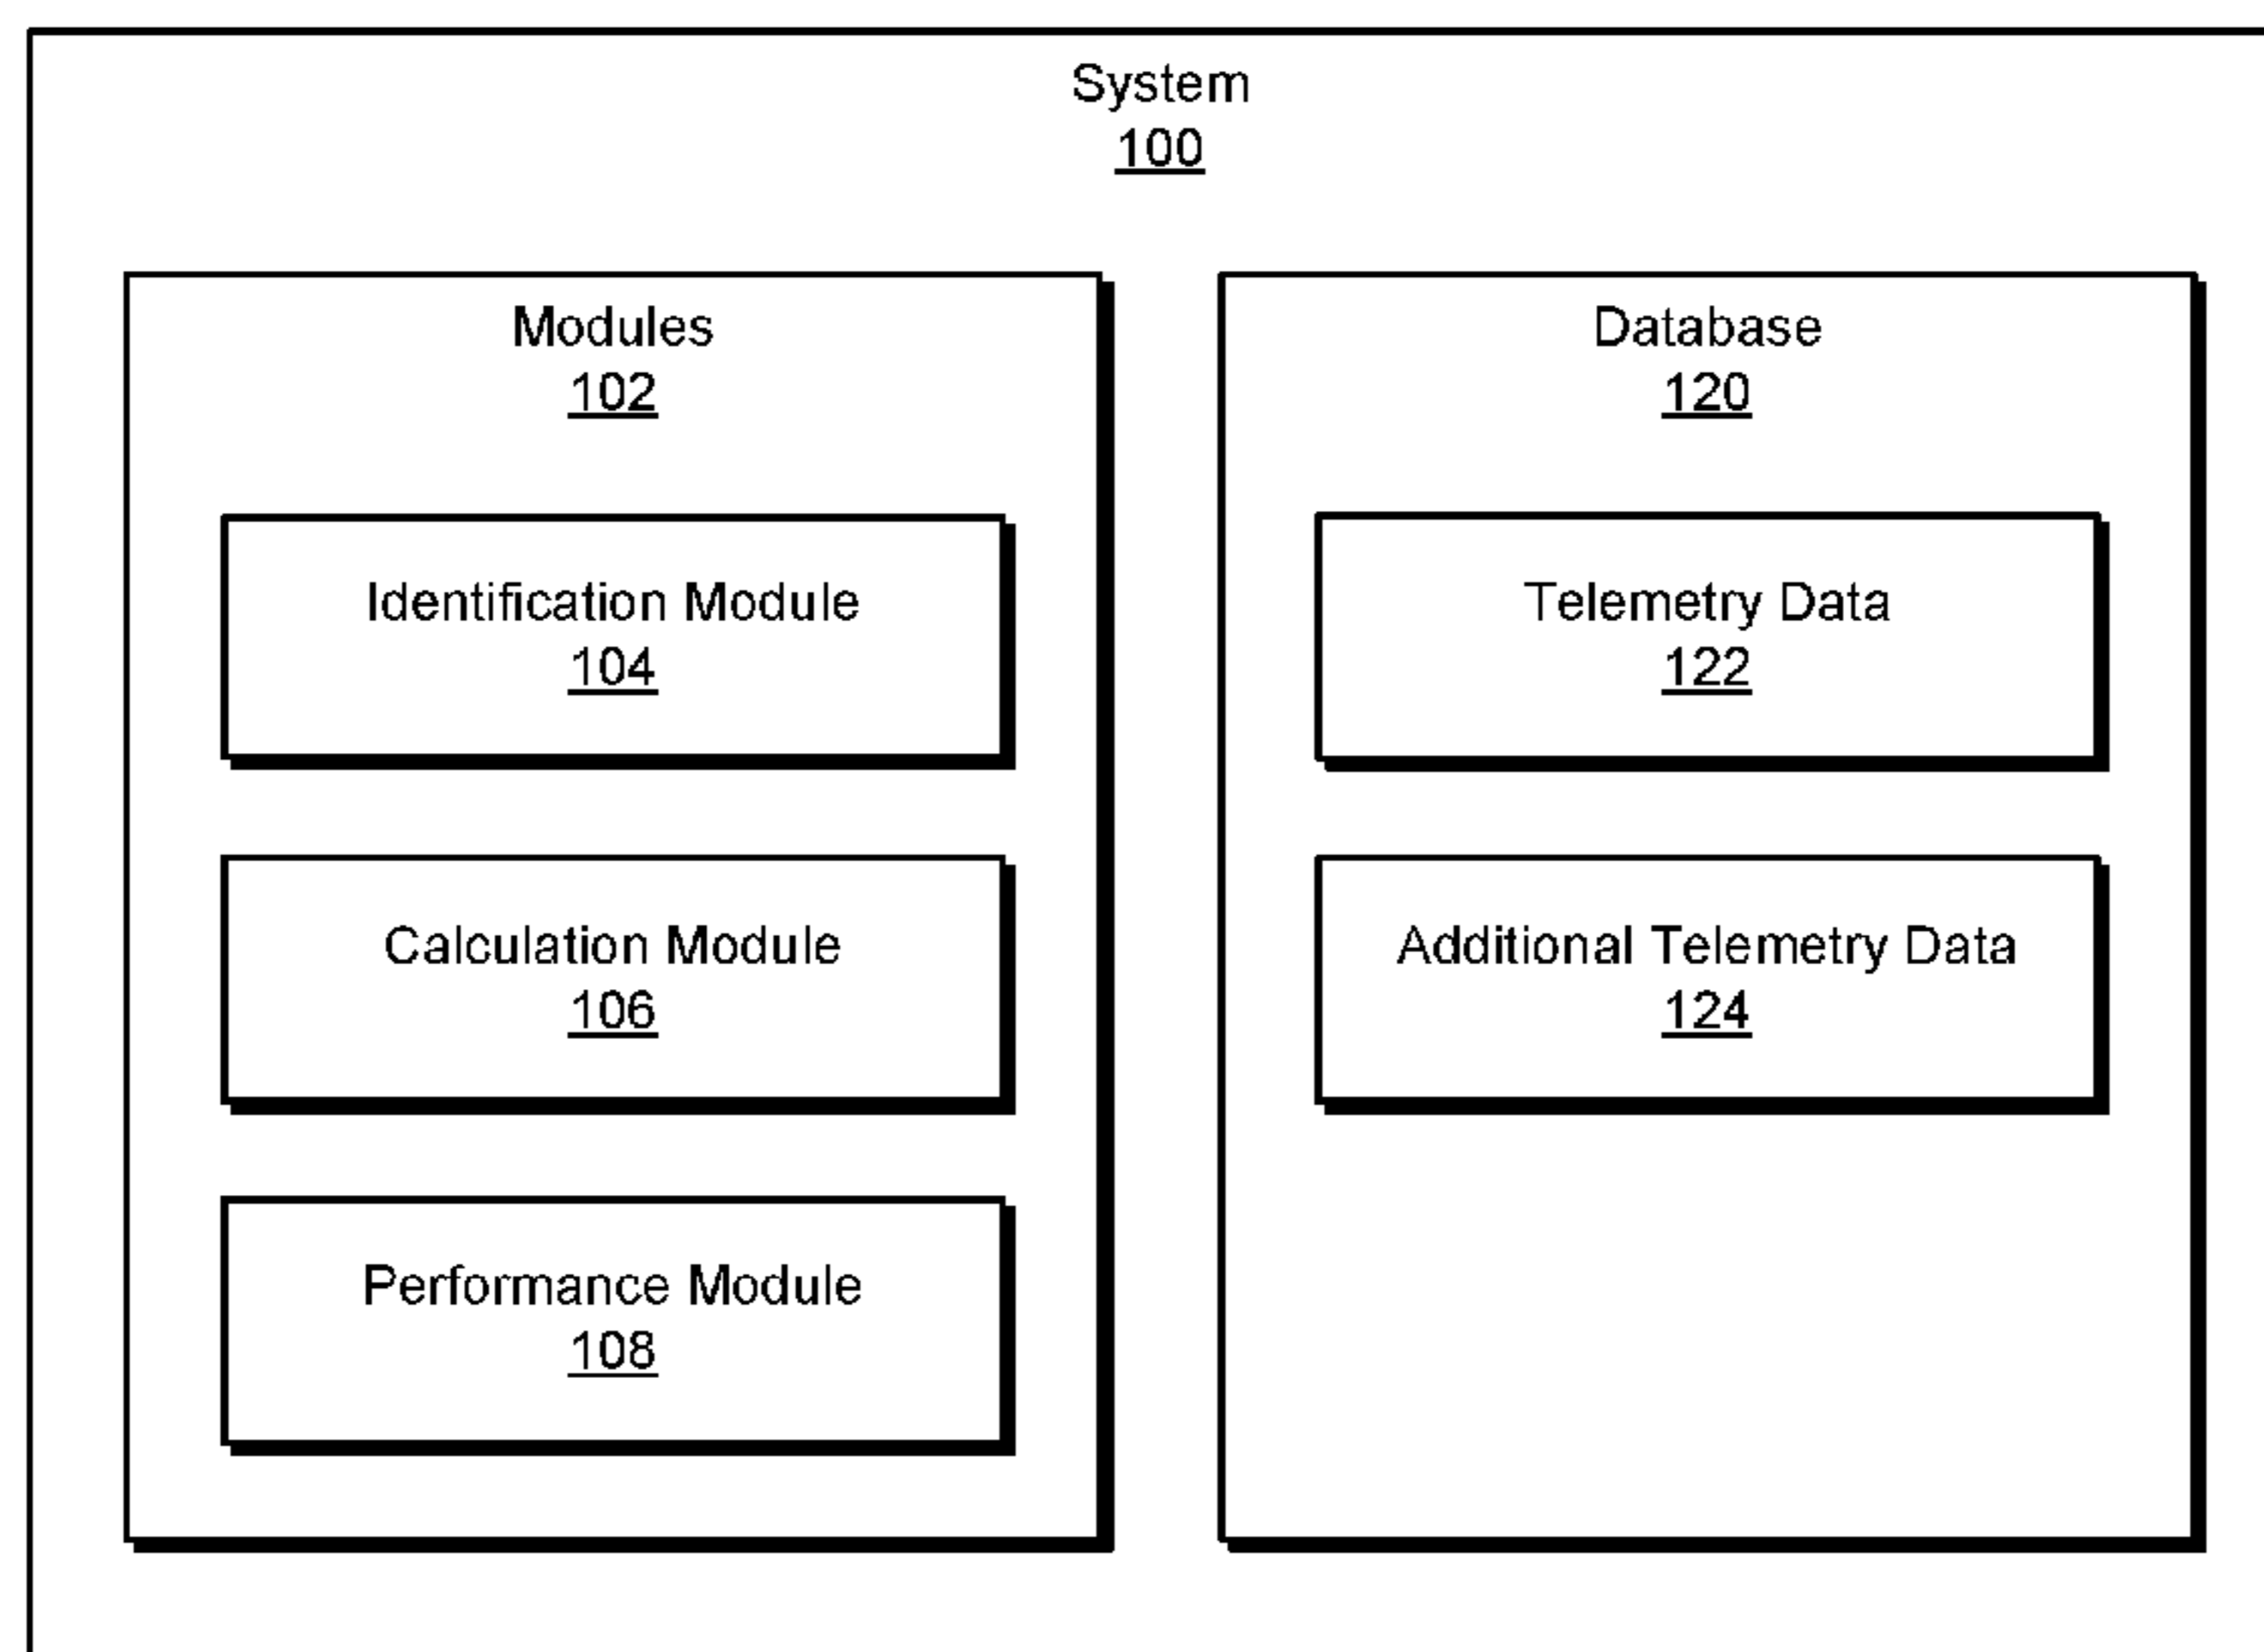 System
100
Modules
102
Identification Module
104
Calculation Module
106
Performance Module
108
Database
120
Telemetry Data
122
Additional Telemetry Data
124